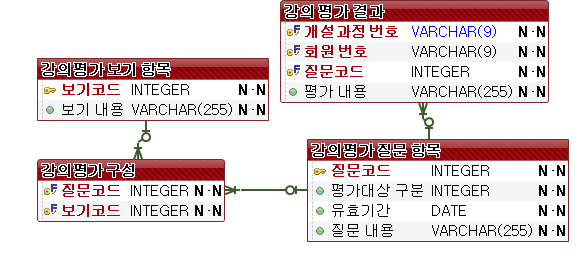 강의 평가 결과
개설 과정 번호 VARCHAR(9) N·N
회원 번호 VARCHAR(9) N·N
질문코드 INTEGER N·N
평가 내용 VARCHAR(255) N·N
강의평가 보기 항목
보기코드 INTEGER N·N
보기 내용 VARCHAR(255) N·N
강의평가 구성
질문코드 INTEGER N·N
보기코드 INTEGER N·N
강의평가 질문 항목
질문코드 INTEGER N·N
평가대상 구분 INTEGER N·N
유효기간 DATE N·N
질문 내용 VARCHAR(255) N·N